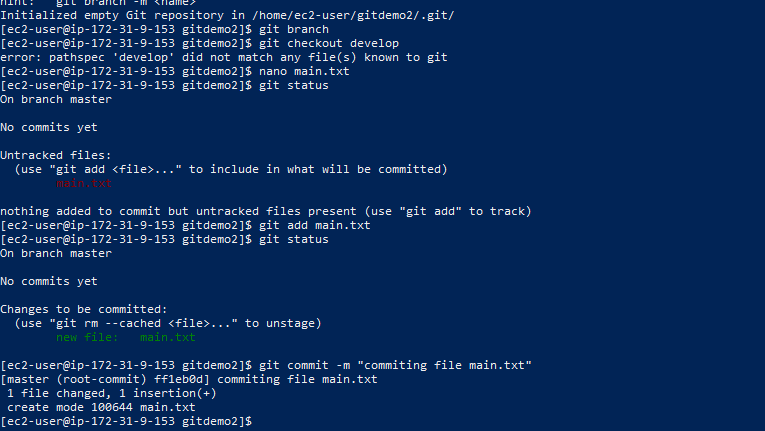 hint:   git branch -m <name>
Initialized empty Git repository in /home/ec2-user/gitdemo2/.git/
[ec2-user@ip-172-31-9-153 gitdemo2]$ git branch
[ec2-user@ip-172-31-9-153 gitdemo2]$ git checkout develop
error: pathspec 'develop' did not match any file(s) known to git
[ec2-user@ip-172-31-9-153 gitdemo2]$ nano main.txt
[ec2-user@ip-172-31-9-153 gitdemo2]$ git status
On branch master
No commits yet
Untracked files:
  (use "git add <file>..." to include in what will be committed)
        main.txt
nothing added to commit but untracked files present (use "git add" to track)
[ec2-user@ip-172-31-9-153 gitdemo2]$ git add main.txt
[ec2-user@ip-172-31-9-153 gitdemo2]$ git status
On branch master
No commits yet
Changes to be committed:
  (use "git rm --cached <file>..." to unstage)
        new file:   main.txt
[ec2-user@ip-172-31-9-153 gitdemo2]$ git commit -m "commiting file main.txt"
[master (root-commit) ff1eb0d] commiting file main.txt
 1 file changed, 1 insertion(+)
 create mode 100644 main.txt
[ec2-user@ip-172-31-9-153 gitdemo2]$